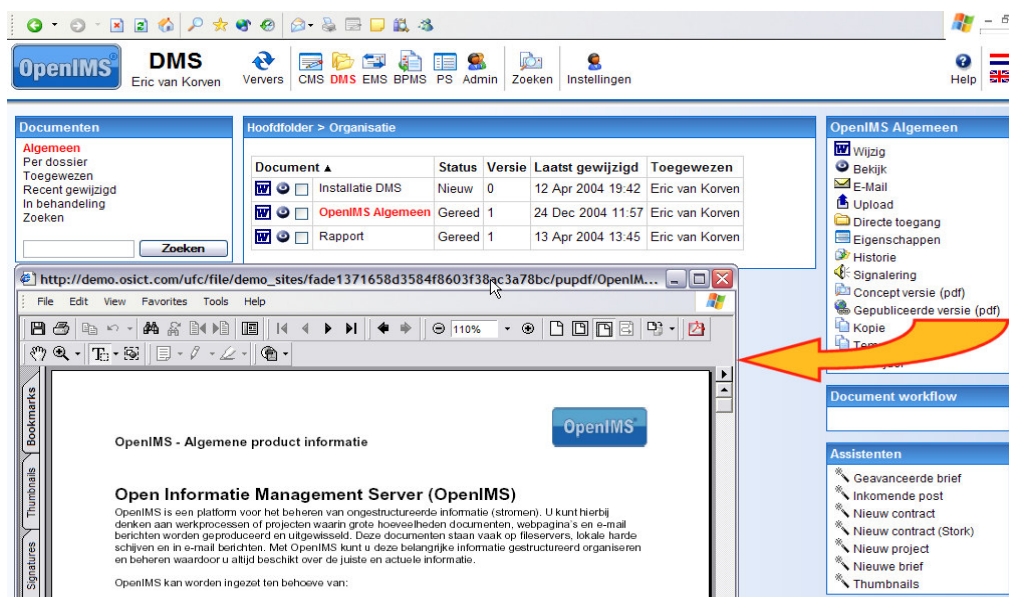 OpenIMS®
DMS
Eric van Korven
Ververs
CMS DMS EMS BPMS PS Admin
Zoeken
Instellingen
Help
Documenten
Algemeen
Per dossier
Toegewezen
Recent gewijzigd
In behandeling
Zoeken
Zoeken
Hoofdfolder > Organisatie
Document ▲ Status Versie Laatst gewijzigd Toegewezen
Installatie DMS Nieuw 0 12 Apr 2004 19:42 Eric van Korven
OpenIMS Algemeen Gereed 1 24 Dec 2004 11:57 Eric van Korven
Rapport Gereed 1 13 Apr 2004 13:45 Eric van Korven
OpenIMS Algemeen
Wijzig
Bekijk
E-Mail
Upload
Directe toegang
Eigenschappen
Historie
Signalering
Concept versie (pdf)
Gepubliceerde versie (pdf)
Kopie
Document workflow
Assistenten
Geavanceerde brief
Inkomende post
Nieuw contract
Nieuw contract (Stork)
Nieuw project
Nieuwe brief
Thumbnails
http://demo.osict.com/ufc/file/demo_sites/fade1371658d3584f8603f38ac3a78bc/pupdf/OpenIM...
File Edit View Favorites Tools Help
110%
Bookmarks
Thumbnails
Signatures
OpenIMS
OpenIMS - Algemene product informatie
Open Informatie Management Server (OpenIMS)
OpenIMS is een platform voor het beheren van ongestructureerde informatie (stromen). U kunt hierbij
denken aan werkprocessen of projecten waarin grote hoeveelheden documenten, webpagina's en e-mail
berichten worden geproduceerd en uitgewisseld. Deze documenten staan vaak op fileservers, lokale harde
schijven en in e-mail berichten. Met OpenIMS kunt u deze belangrijke informatie gestructureerd organiseren
en beheren waardoor u altijd beschikt over de juiste en actuele informatie.
OpenIMS kan worden ingezet ten behoeve van: